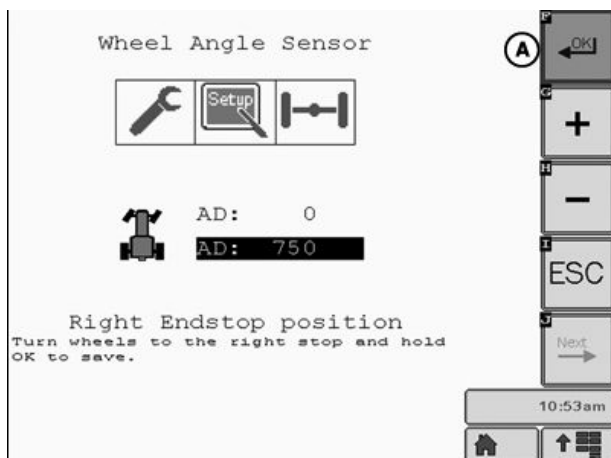 Wheel Angle Sensor
Setup
AD: 0
AD: 750
Right Endstop position
Turn wheels to the right stop and hold
OK to save.
A
F
OK
G
+
H
−
I
ESC
J
Next
10:53am